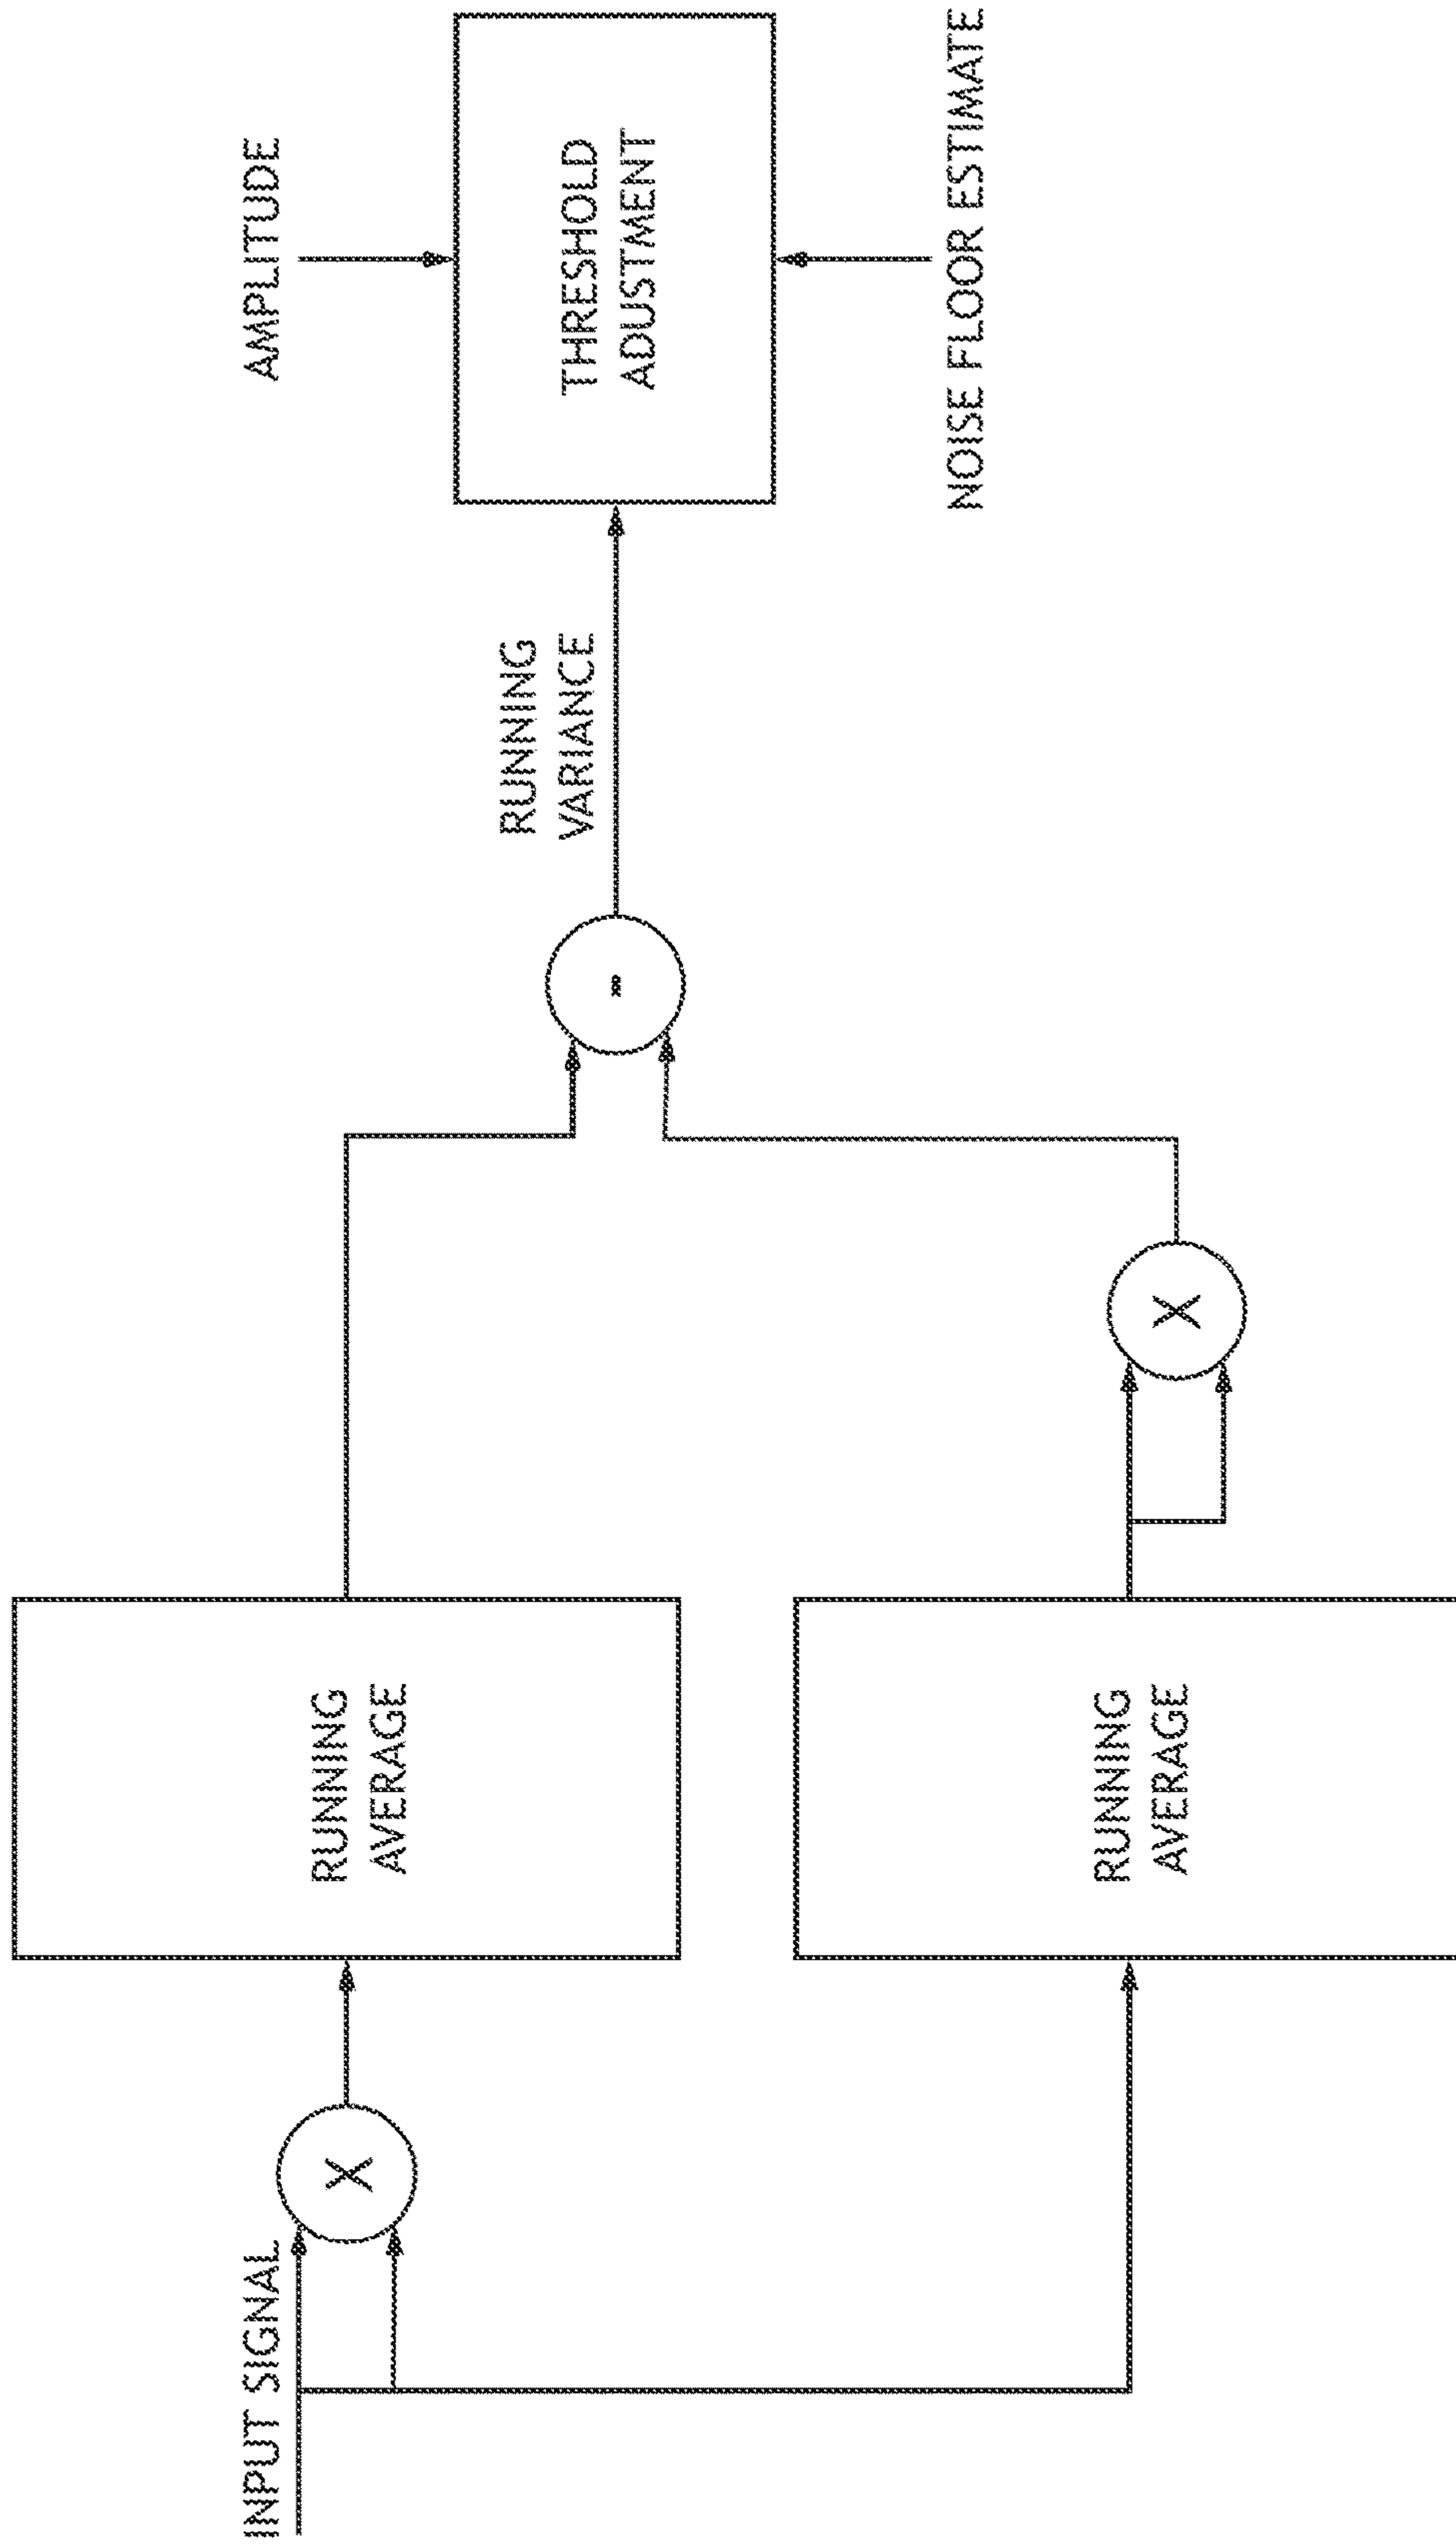 INPUT SIGNAL
X
RUNNING
AVERAGE
RUNNING
AVERAGE
X
-
RUNNING
VARIANCE
AMPLITUDE
THRESHOLD
ADUSTMENT
NOISE FLOOR ESTIMATE